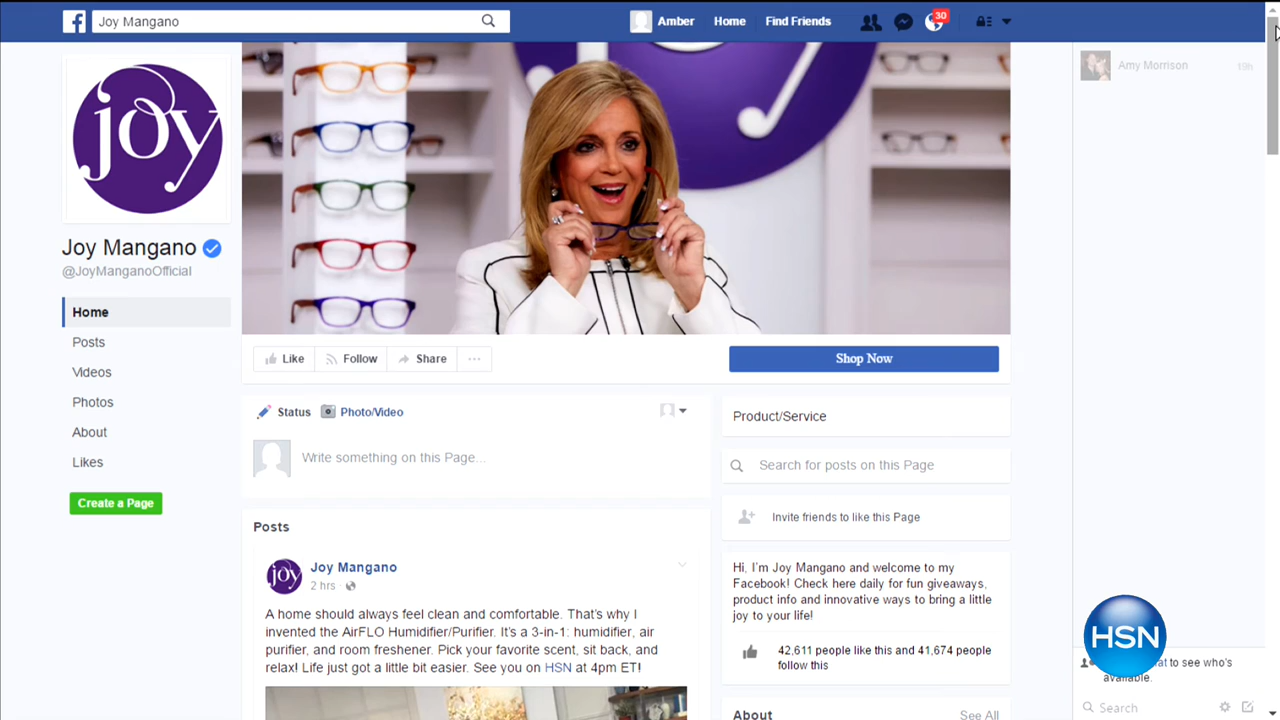 Joy Mangano
Amber
Home
Find Friends
30
joy
Joy Mangano
@JoyManganoOfficial
Home
Posts
Videos
Photos
About
Likes
Create a Page
Like
Follow
Share
Shop Now
Status
Photo/Video
Write something on this Page...
Posts
Joy Mangano
2 hrs
joy
A home should always feel clean and comfortable. That's why I
invented the AirFLO Humidifier/Purifier. It's a 3-in-1: humidifier, air
purifier, and room freshener. Pick your favorite scent, sit back, and
relax! Life just got a little bit easier. See you on HSN at 4pm ET!
Product/Service
Search for posts on this Page
Invite friends to like this Page
Hi, I'm Joy Mangano and welcome to my
Facebook! Check here daily for fun giveaways,
product info and innovative ways to bring a little
joy to your life!
42,611 people like this and 41,674 people
follow this
About
See All
Amy Morrison
19h
HSN
to see who's
available.
Search